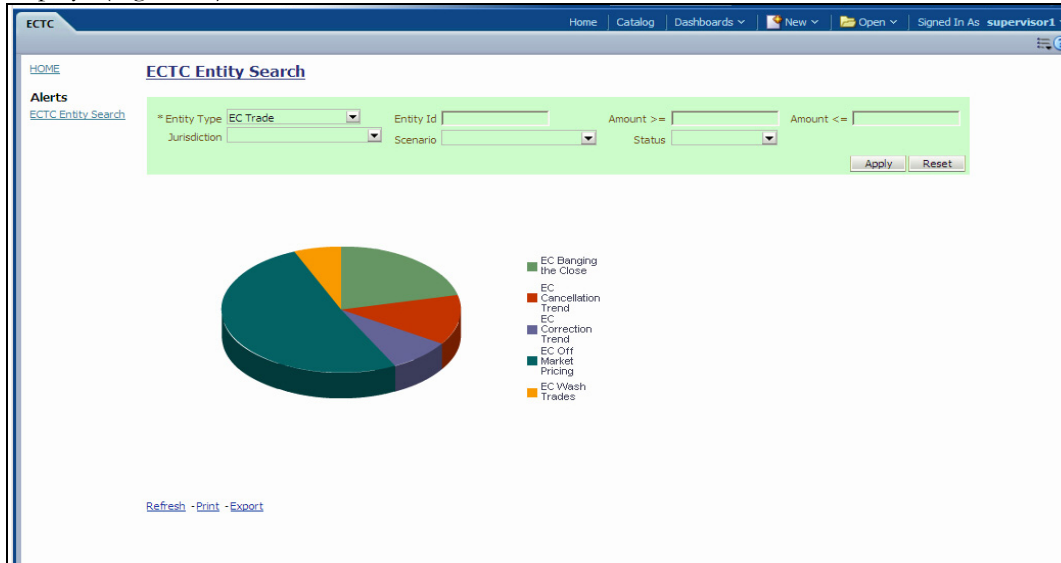 ECTC Home Catalog Dashboards New Open Signed In As supervisor1
HOME
Alerts
ECTC Entity Search
ECTC Entity Search
* Entity Type EC Trade Entity Id Amount >= Amount <=
Jurisdiction Scenario Status
Apply Reset
EC Banging
the Close
EC
Cancellation
Trend
EC
Correction
Trend
EC Off
Market
Pricing
EC Wash
Trades
Refresh - Print - Export